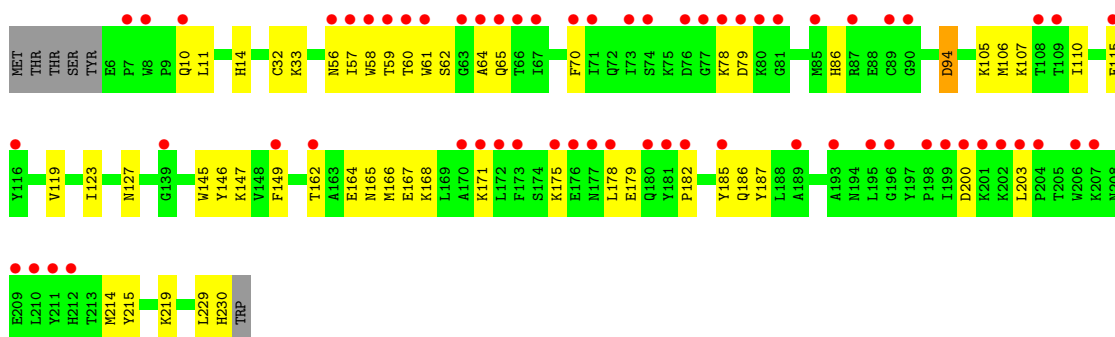 MET THR THR SER TYR E6 P7 W8 P9 Q10 L11 H14 C32 K33 N56 I57 W58 T59 T60 W61 S62 G63 A64 Q65 T66 I67 F70 I71 Q72 I73 S74 K75 D76 G77 K78 D79 K80 G81 M85 H86 R87 E88 C89 G90 D94 K105 M106 K107 T108 T109 I110 E115
Y116 V119 I123 N127 G139 W145 Y146 K147 V148 F149 T162 A163 E164 N165 M166 E167 K168 L169 A170 K171 L172 F173 S174 K175 E176 N177 L178 E179 Q180 Y181 P182 Y185 Q186 Y187 L188 A189 A193 N194 L195 G196 Y197 P198 I199 D200 K201 K202 L203 P204 T205 W206 K207 N208
E209 L210 Y211 H212 T213 M214 Y215 K219 L229 H230 TRP